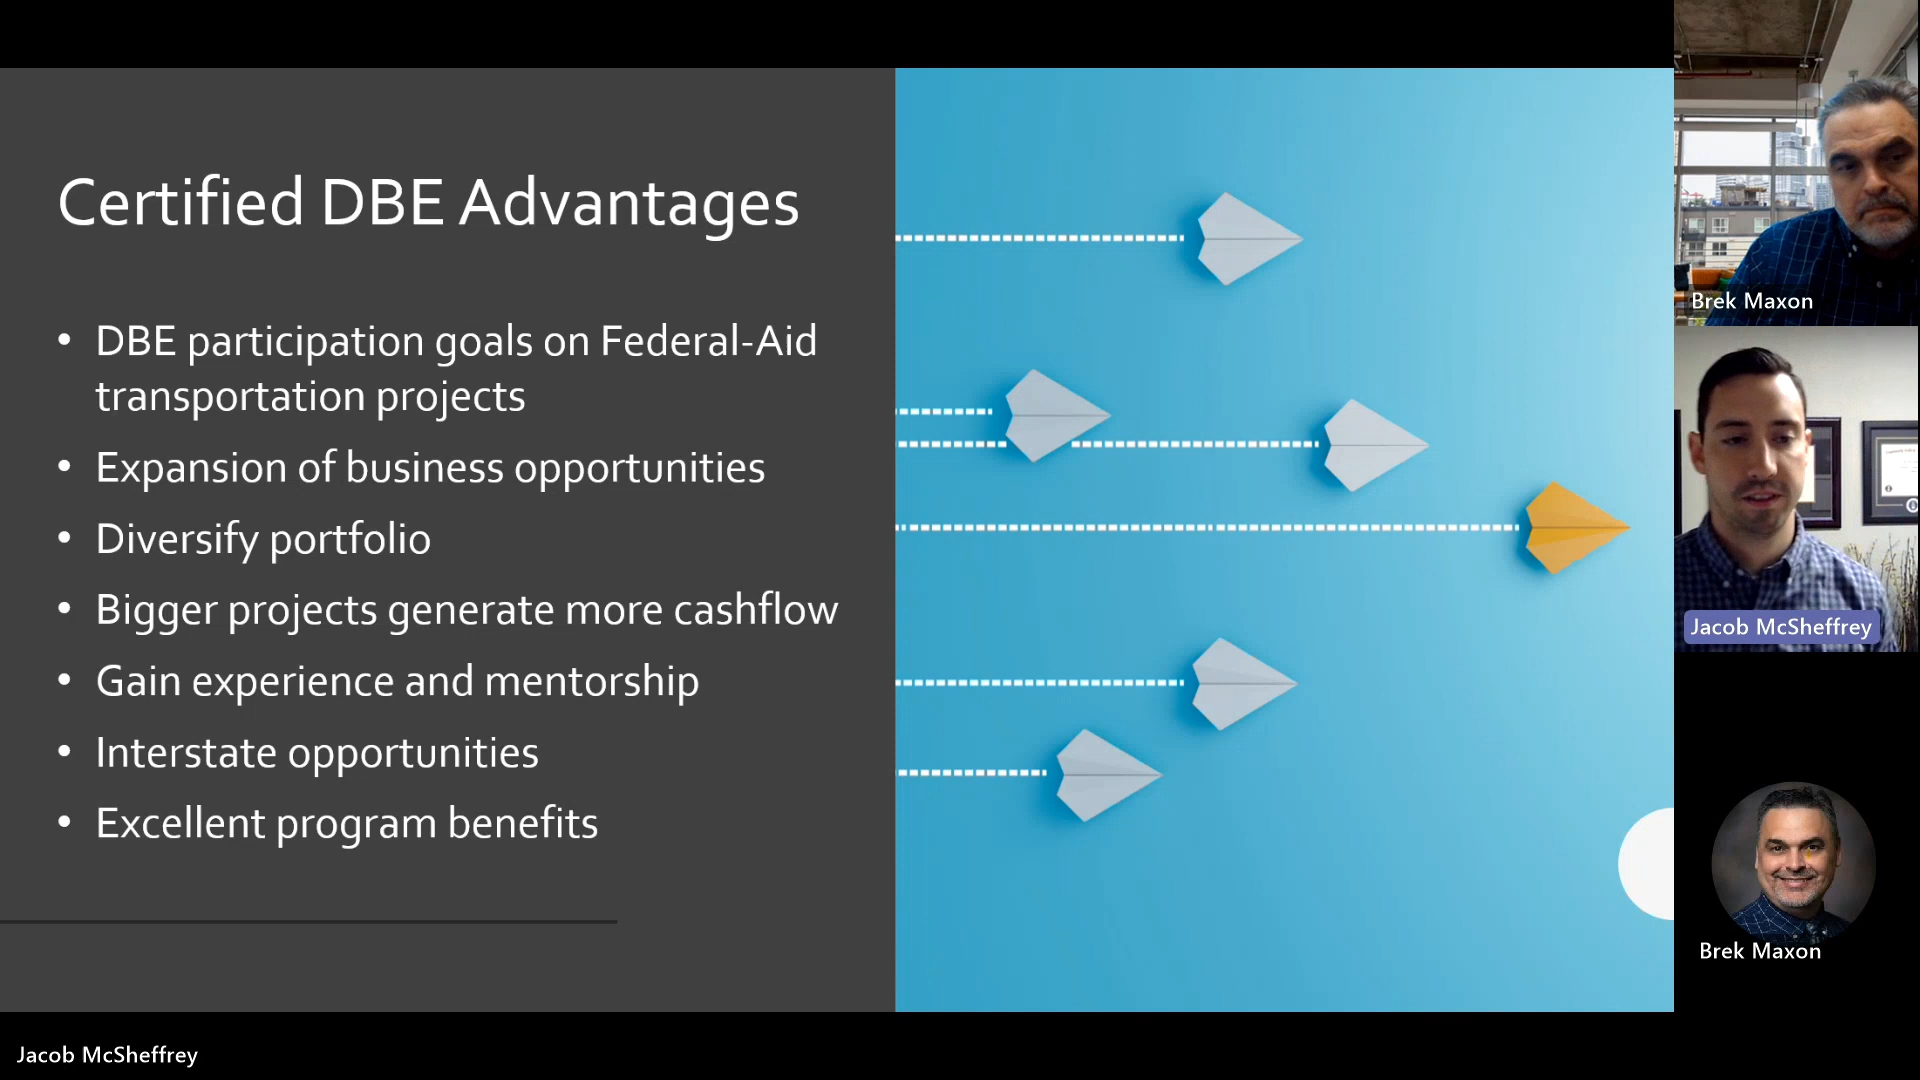 Certified DBE Advantages
• DBE participation goals on Federal-Aid
transportation projects
• Expansion of business opportunities
• Diversify portfolio
• Bigger projects generate more cashflow
• Gain experience and mentorship
• Interstate opportunities
• Excellent program benefits
Brek Maxon
Jacob McSheffrey
Brek Maxon
Jacob McSheffrey